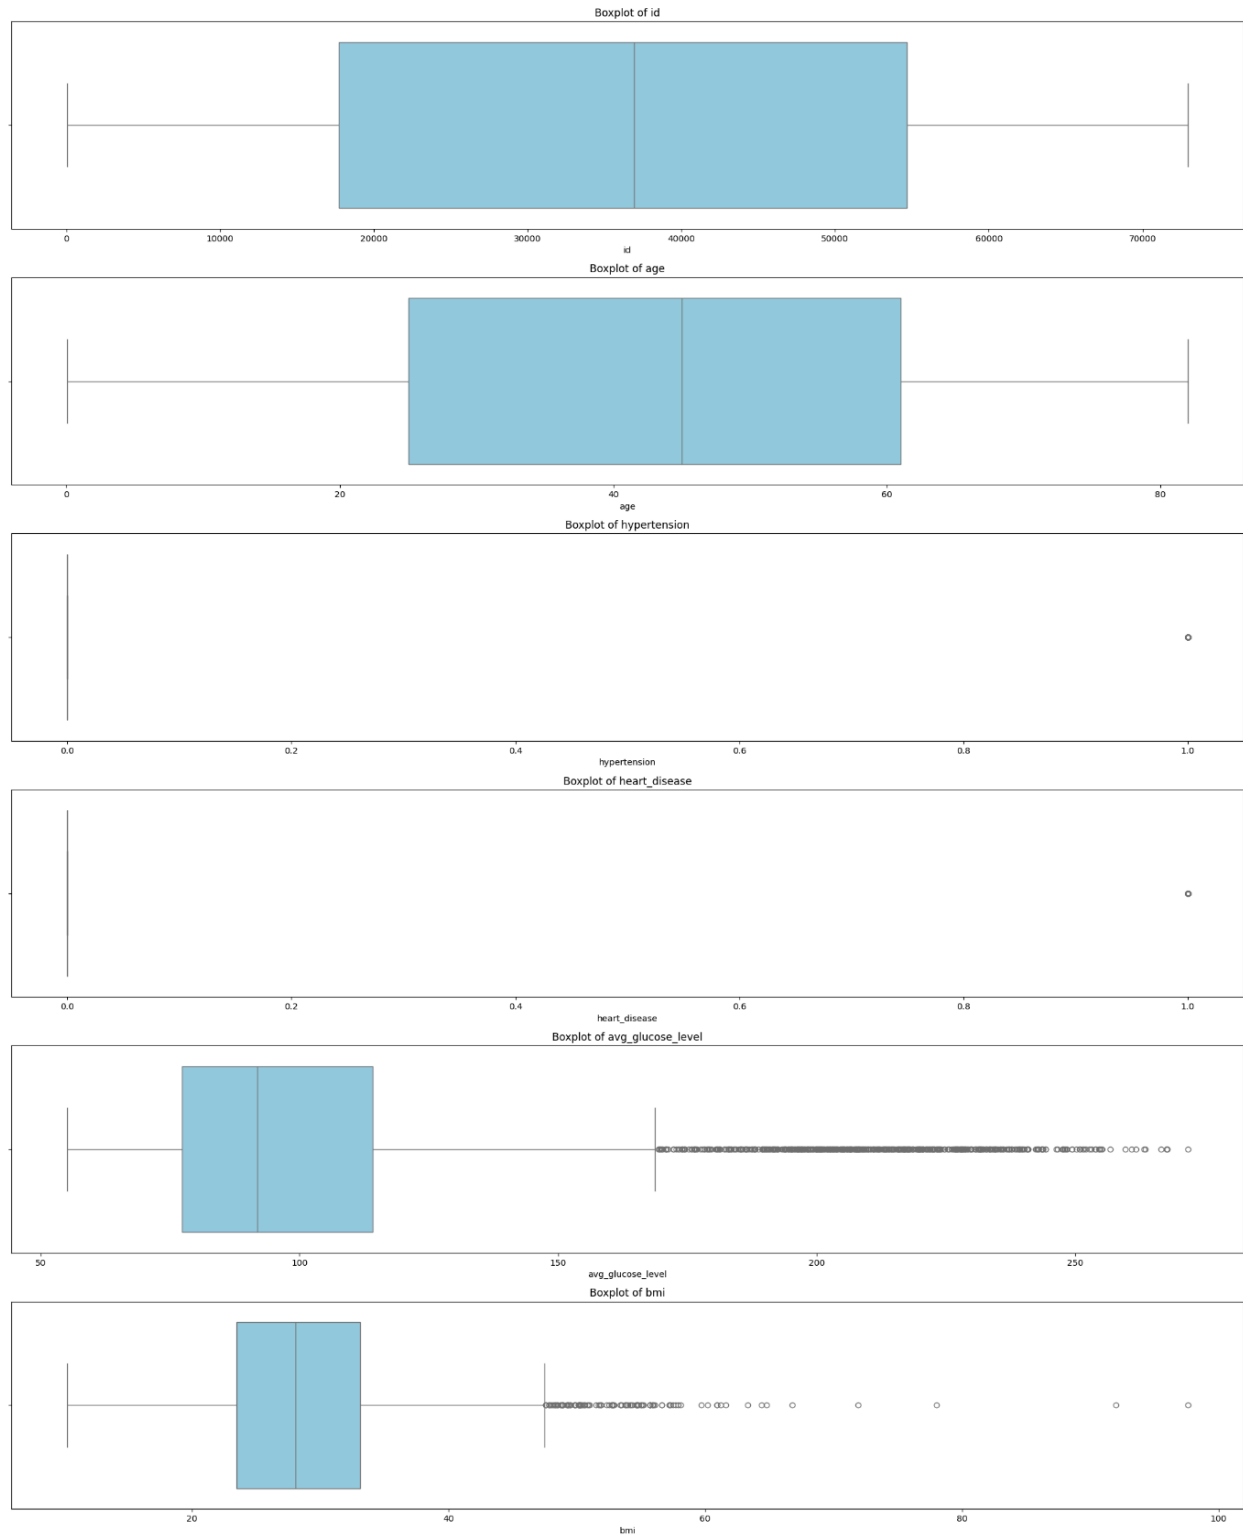 Boxplot of id
0 10000 20000 30000 40000 50000 60000 70000
id
Boxplot of age
0 20 40 60 80
age
Boxplot of hypertension
0.0 0.2 0.4 0.6 0.8 1.0
hypertension
Boxplot of heart_disease
0.0 0.2 0.4 0.6 0.8 1.0
heart_disease
Boxplot of avg_glucose_level
50 100 150 200 250
avg_glucose_level
Boxplot of bmi
20 40 60 80 100
bmi